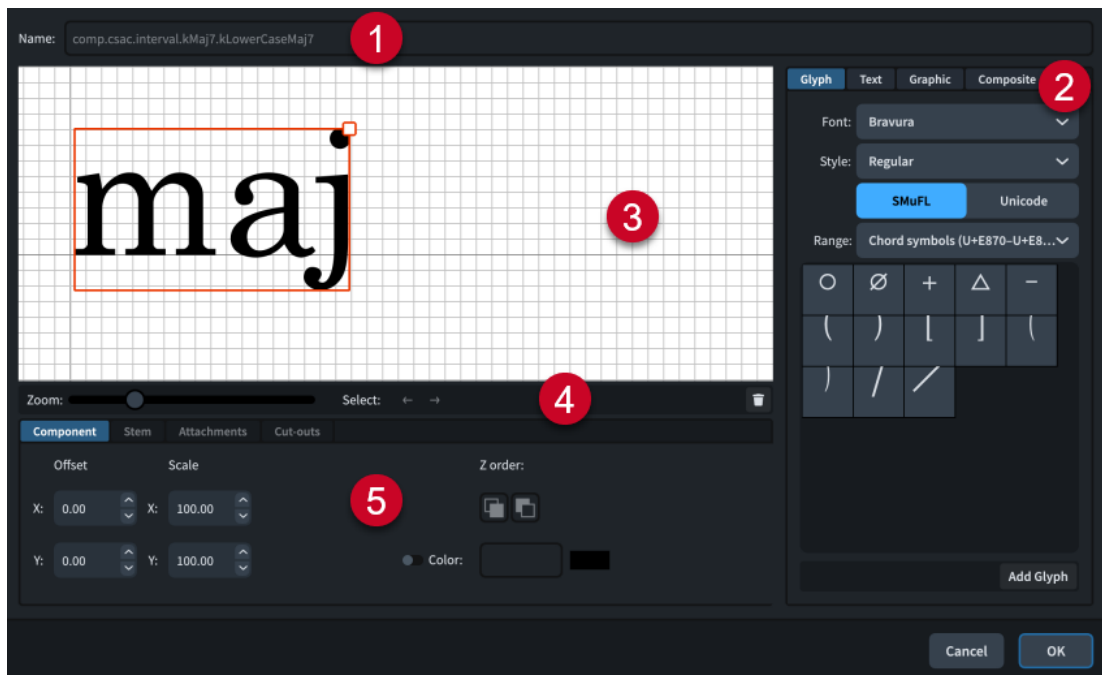 Name: comp.csac.interval.kMaj7.kLowerCaseMaj7
1
Glyph Text Graphic Composite
2
Font: Bravura
Style: Regular
SMuFL Unicode
Range: Chord symbols (U+E870–U+E8...
maj
3
Zoom: Select: ← →
4
Component Stem Attachments Cut-outs
Offset Scale Z order:
5
X: 0.00 X: 100.00
Y: 0.00 Y: 100.00 Color:
Add Glyph
Cancel OK